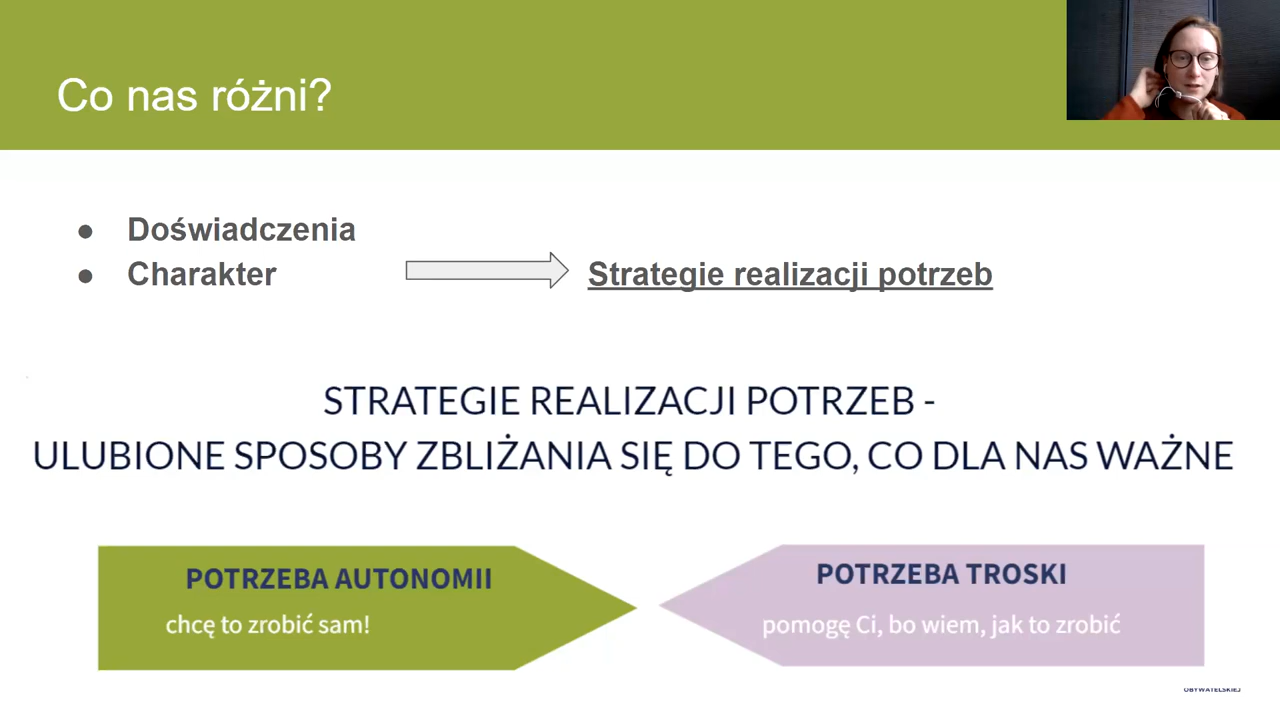 Co nas różni?
● Doświadczenia
● Charakter
Strategie realizacji potrzeb
STRATEGIE REALIZACJI POTRZEB -
ULUBIONE SPOSOBY ZBLIŻANIA SIĘ DO TEGO, CO DLA NAS WAŻNE
POTRZEBA AUTONOMII
chcę to zrobić sam!
POTRZEBA TROSKI
pomogę Ci, bo wiem, jak to zrobić
OBYWATELSKIEJ